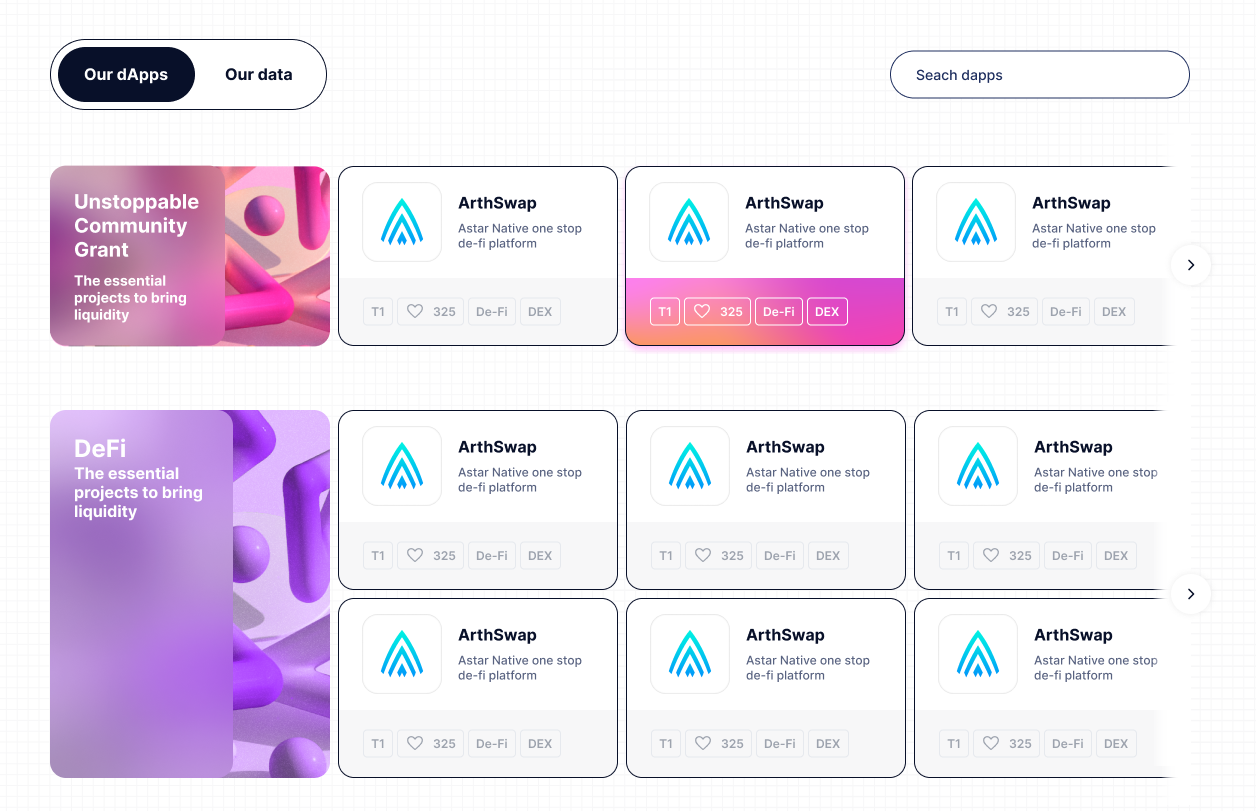 Our dApps
Our data
Seach dapps
Unstoppable
Community
Grant
The essential
projects to bring
liquidity
ArthSwap
Astar Native one stop
de-fi platform
T1 325 De-Fi DEX
ArthSwap
Astar Native one stop
de-fi platform
T1 325 De-Fi DEX
ArthSwap
Astar Native one stop
de-fi platform
T1 325 De-Fi DEX
DeFi
The essential
projects to bring
liquidity
ArthSwap
Astar Native one stop
de-fi platform
T1 325 De-Fi DEX
ArthSwap
Astar Native one stop
de-fi platform
T1 325 De-Fi DEX
ArthSwap
Astar Native one stop
de-fi platform
T1 325 De-Fi DEX
ArthSwap
Astar Native one stop
de-fi platform
T1 325 De-Fi DEX
ArthSwap
Astar Native one stop
de-fi platform
T1 325 De-Fi DEX
ArthSwap
Astar Native one stop
de-fi platform
T1 325 De-Fi DEX